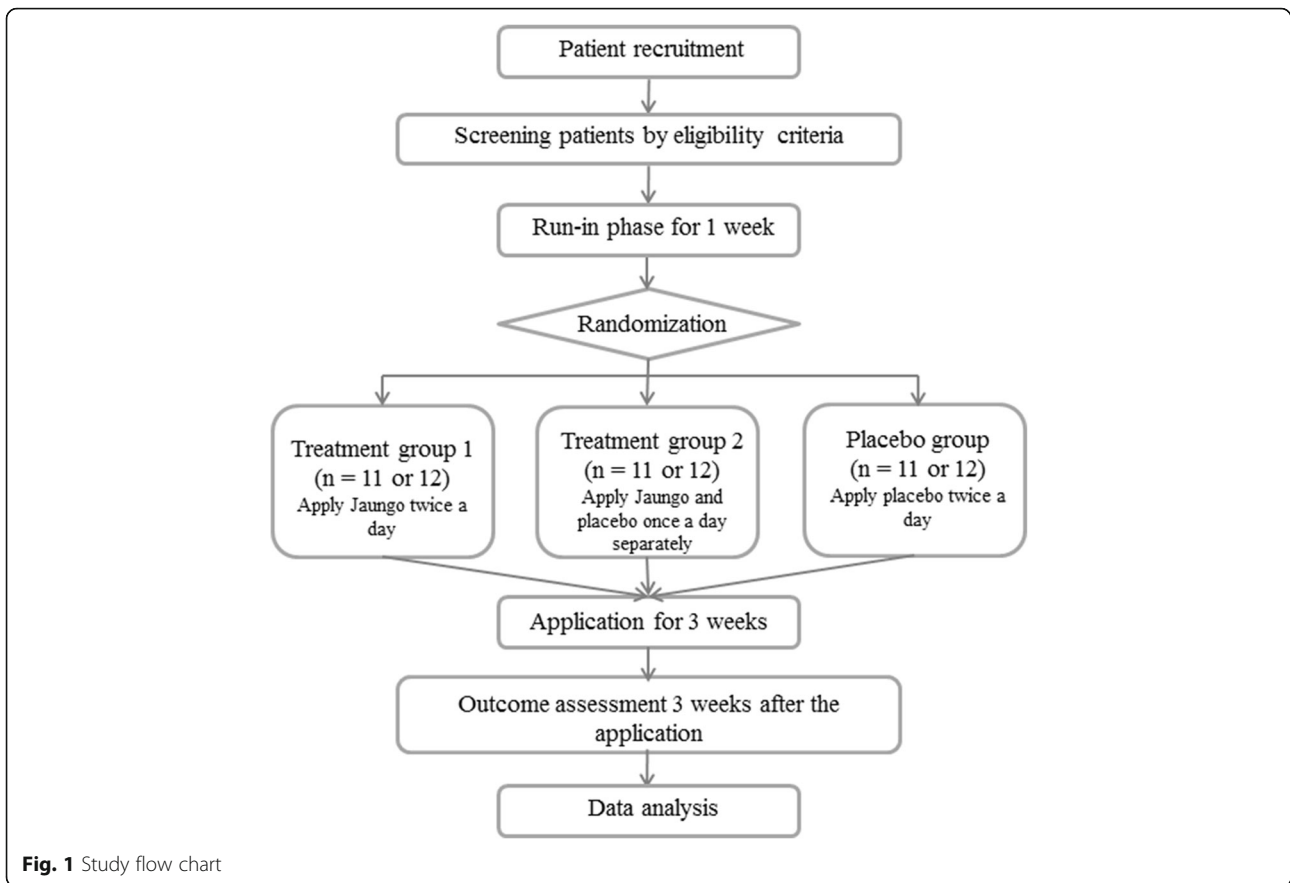 Patient recruitment
Screening patients by eligibility criteria
Run-in phase for 1 week
Randomization
Treatment group 1
(n = 11 or 12)
Apply Jaungo twice a
day
Treatment group 2
(n = 11 or 12)
Apply Jaungo and
placebo once a day
separately
Placebo group
(n = 11 or 12)
Apply placebo twice a
day
Application for 3 weeks
Outcome assessment 3 weeks after the
application
Data analysis
Fig. 1 Study flow chart